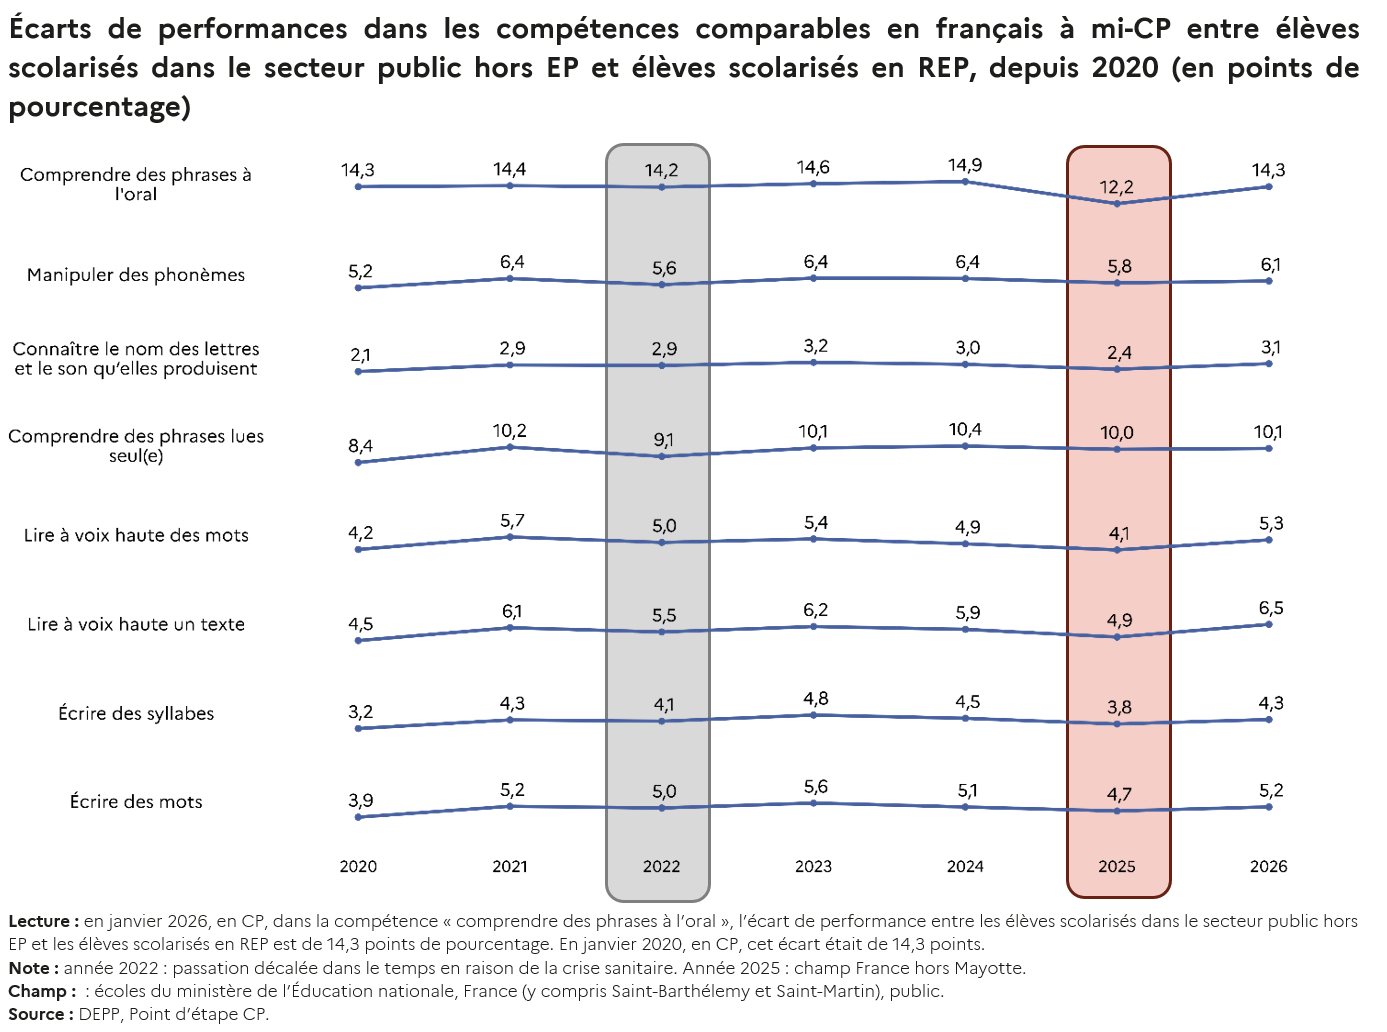 Écarts de performances dans les compétences comparables en français à mi-CP entre élèves
scolarisés dans le secteur public hors EP et élèves scolarisés en REP, depuis 2020 (en points de
pourcentage)
Comprendre des phrases à
l'oral
14,3 14,4 14,2 14,6 14,9 12,2 14,3
Manipuler des phonèmes
5,2 6,4 5,6 6,4 6,4 5,8 6,1
Connaître le nom des lettres
et le son qu'elles produisent
2,1 2,9 2,9 3,2 3,0 2,4 3,1
Comprendre des phrases lues
seul(e)
8,4 10,2 9,1 10,1 10,4 10,0 10,1
Lire à voix haute des mots
4,2 5,7 5,0 5,4 4,9 4,1 5,3
Lire à voix haute un texte
4,5 6,1 5,5 6,2 5,9 4,9 6,5
Écrire des syllabes
3,2 4,3 4,1 4,8 4,5 3,8 4,3
Écrire des mots
3,9 5,2 5,0 5,6 5,1 4,7 5,2
2020 2021 2022 2023 2024 2025 2026
Lecture : en janvier 2026, en CP, dans la compétence « comprendre des phrases à l'oral », l'écart de performance entre les élèves scolarisés dans le secteur public hors
EP et les élèves scolarisés en REP est de 14,3 points de pourcentage. En janvier 2020, en CP, cet écart était de 14,3 points.
Note : année 2022 : passation décalée dans le temps en raison de la crise sanitaire. Année 2025 : champ France hors Mayotte.
Champ :  : écoles du ministère de l'Éducation nationale, France (y compris Saint-Barthélemy et Saint-Martin), public.
Source : DEPP, Point d'étape CP.